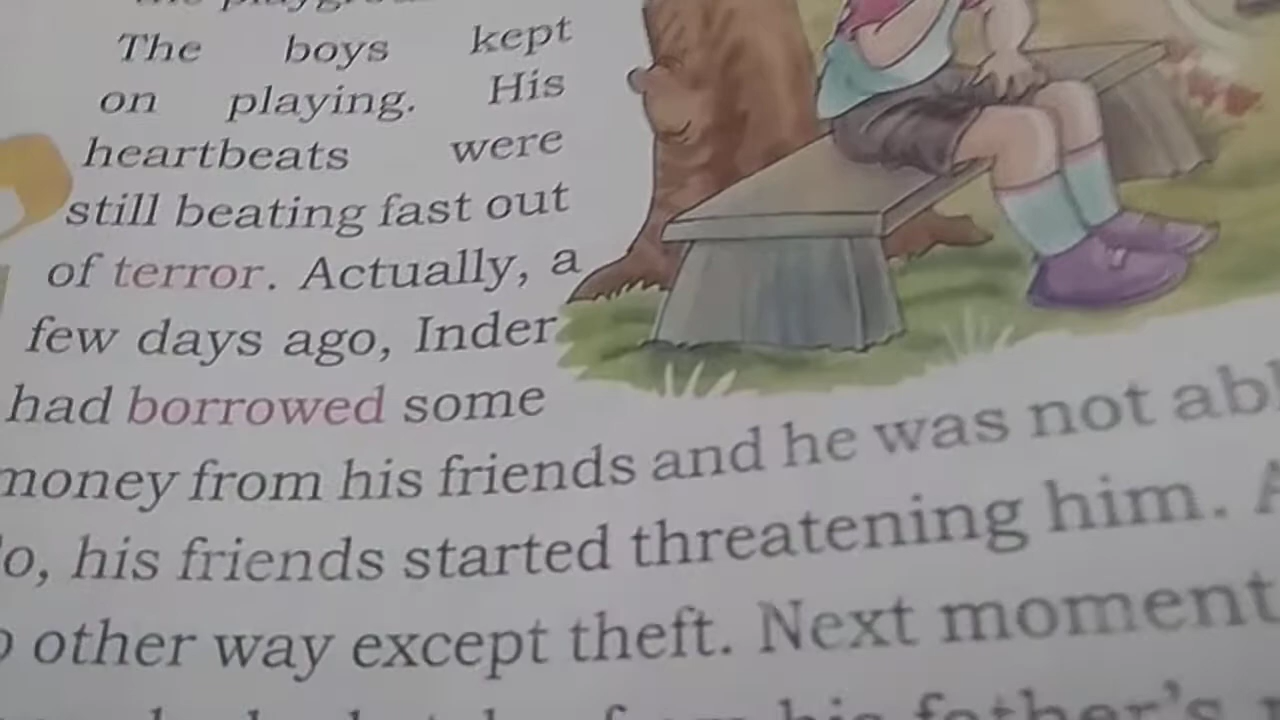 The boys kept
on playing. His
heartbeats were
still beating fast out
of terror. Actually, a
few days ago, Inder
had borrowed some
money from his friends and he was not
his friends started threatening him.
other way except theft. Next moment
his father's